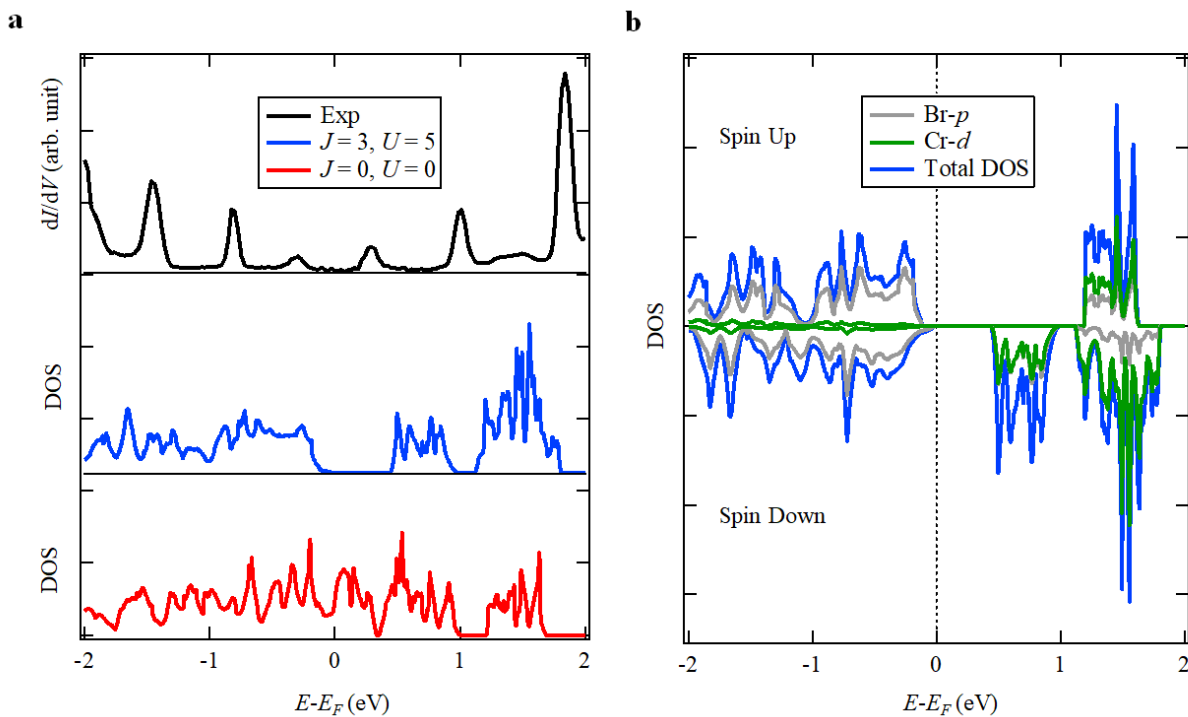 a
dI/dV (arb. unit)
Exp
J = 3, U = 5
J = 0, U = 0
DOS
DOS
-2 -1 0 1 2
E-E_F (eV)
b
DOS
Spin Up
Br-p
Cr-d
Total DOS
Spin Down
-2 -1 0 1 2
E-E_F (eV)